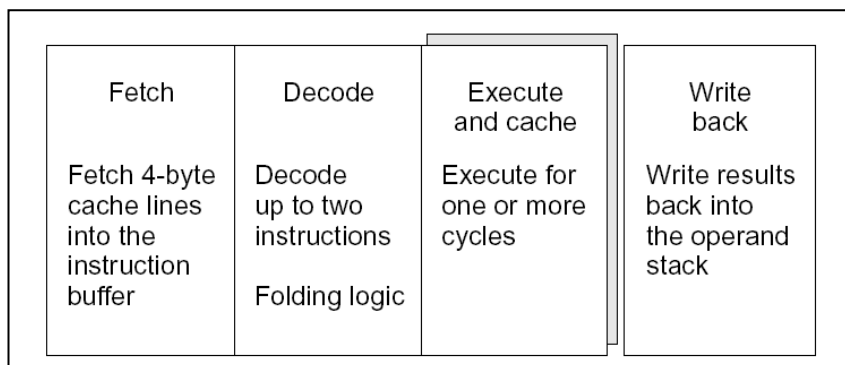 Fetch
Fetch 4-byte
cache lines
into the
instruction
buffer
Decode
Decode
up to two
instructions
Folding logic
Execute
and cache
Execute for
one or more
cycles
Write
back
Write results
back into
the operand
stack